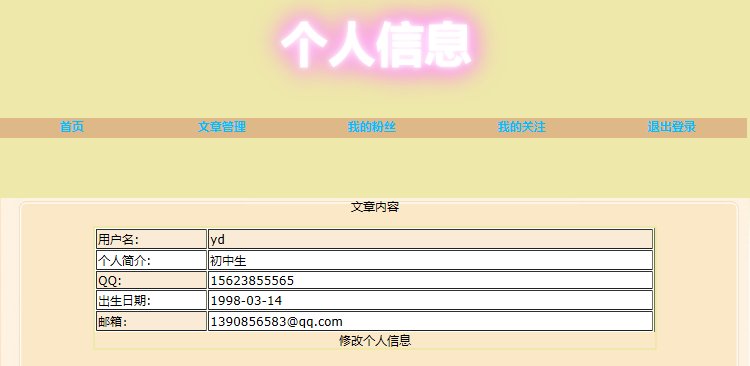 个人信息
首页 文章管理 我的粉丝 我的关注 退出登录
文章内容
用户名: yd
个人简介: 初中生
QQ: 15623855565
出生日期: 1998-03-14
邮箱: 1390856583@qq.com
修改个人信息